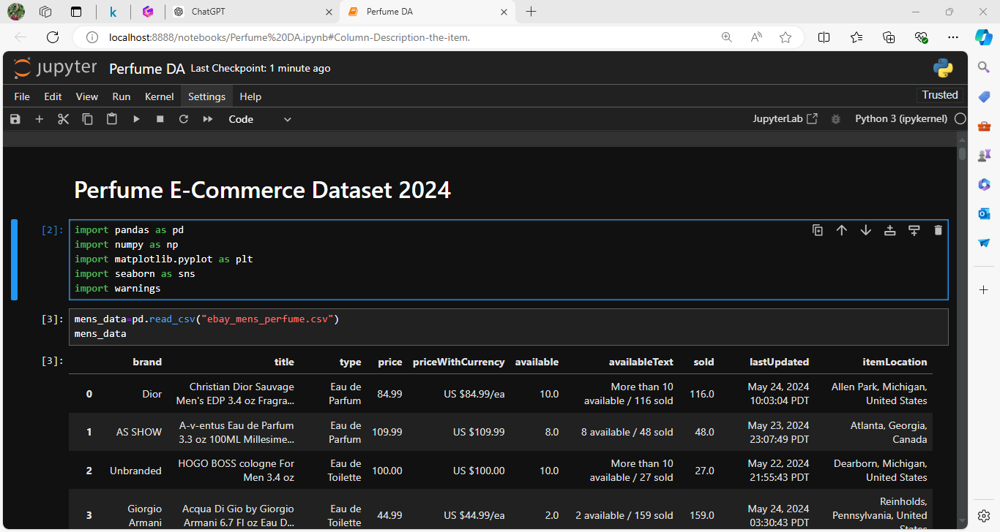 ChatGPT
Perfume DA
localhost:8888/notebooks/Perfume%20DA.ipynb#Column-Description-the-item.
jupyter Perfume DA Last Checkpoint: 1 minute ago
File Edit View Run Kernel Settings Help
Trusted
Code
JupyterLab
Python 3 (ipykernel)
Perfume E-Commerce Dataset 2024
[2]: import pandas as pd
import numpy as np
import matplotlib.pyplot as plt
import seaborn as sns
import warnings
[3]: mens_data=pd.read_csv("ebay_mens_perfume.csv")
mens_data
[3]: brand title type price priceWithCurrency available availableText sold lastUpdated itemLocation
0 Dior Christian Dior Sauvage Eau de 84.99 US $84.99/ea 10.0 More than 10 116.0 May 24, 2024 Allen Park, Michigan,
Men's EDP 3.4 oz Fragra... Parfum available / 116 sold 10:03:04 PDT United States
1 AS SHOW A-v-entus Eau de Parfum Eau de 109.99 US $109.99 8.0 8 available / 48 sold 48.0 May 23, 2024 Atlanta, Georgia,
3.3 oz 100ML Millesime... Parfum 23:07:49 PDT Canada
2 Unbranded HOGO BOSS cologne For Eau de 100.00 US $100.00 10.0 More than 10 27.0 May 22, 2024 Dearborn, Michigan,
Men 3.4 oz Toilette available / 27 sold 21:55:43 PDT United States
3 Giorgio Acqua Di Gio by Giorgio Eau de 44.99 US $44.99/ea 2.0 2 available / 159 sold 159.0 May 24, 2024 Reinholds,
Armani Armani 6.7 Fl oz Eau D... Toilette 03:30:43 PDT Pennsylvania, United
States